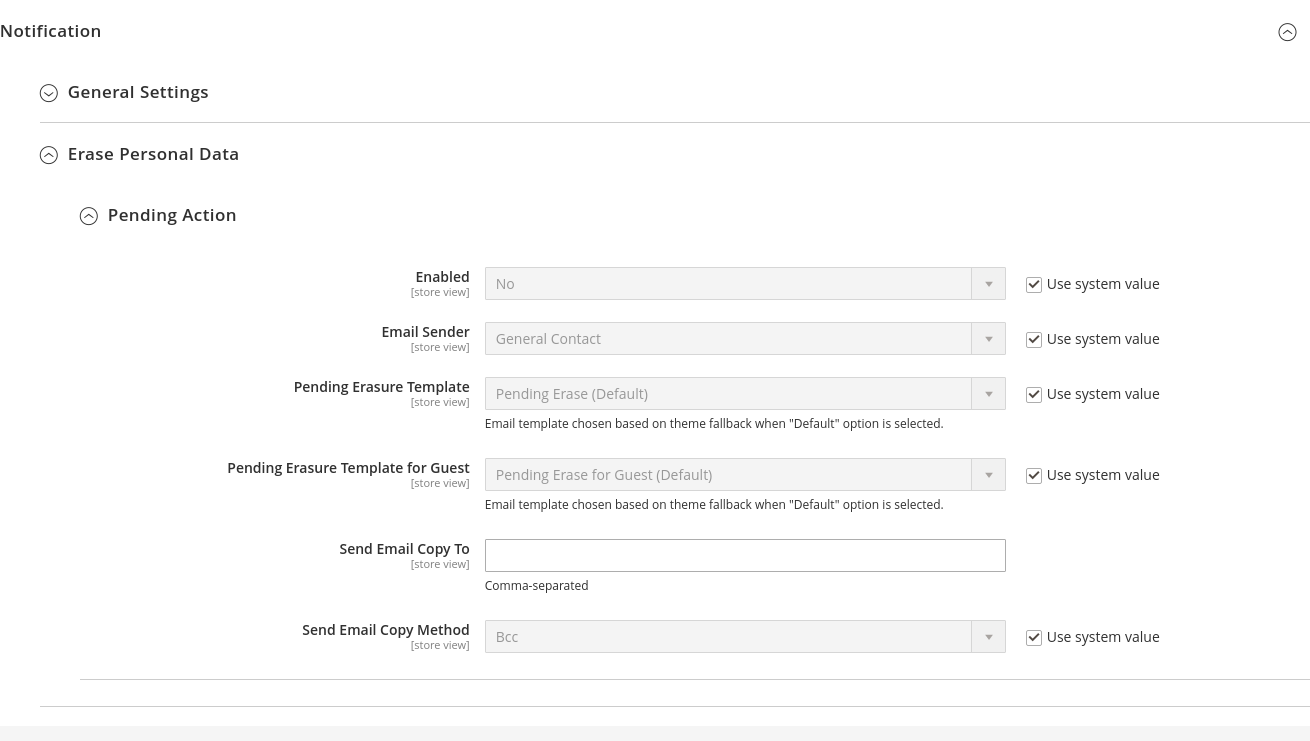 Notification
General Settings
Erase Personal Data
Pending Action
Enabled
[store view]
No
Use system value
Email Sender
[store view]
General Contact
Use system value
Pending Erasure Template
[store view]
Pending Erase (Default)
Use system value
Email template chosen based on theme fallback when "Default" option is selected.
Pending Erasure Template for Guest
[store view]
Pending Erase for Guest (Default)
Use system value
Email template chosen based on theme fallback when "Default" option is selected.
Send Email Copy To
[store view]
Comma-separated
Send Email Copy Method
[store view]
Bcc
Use system value